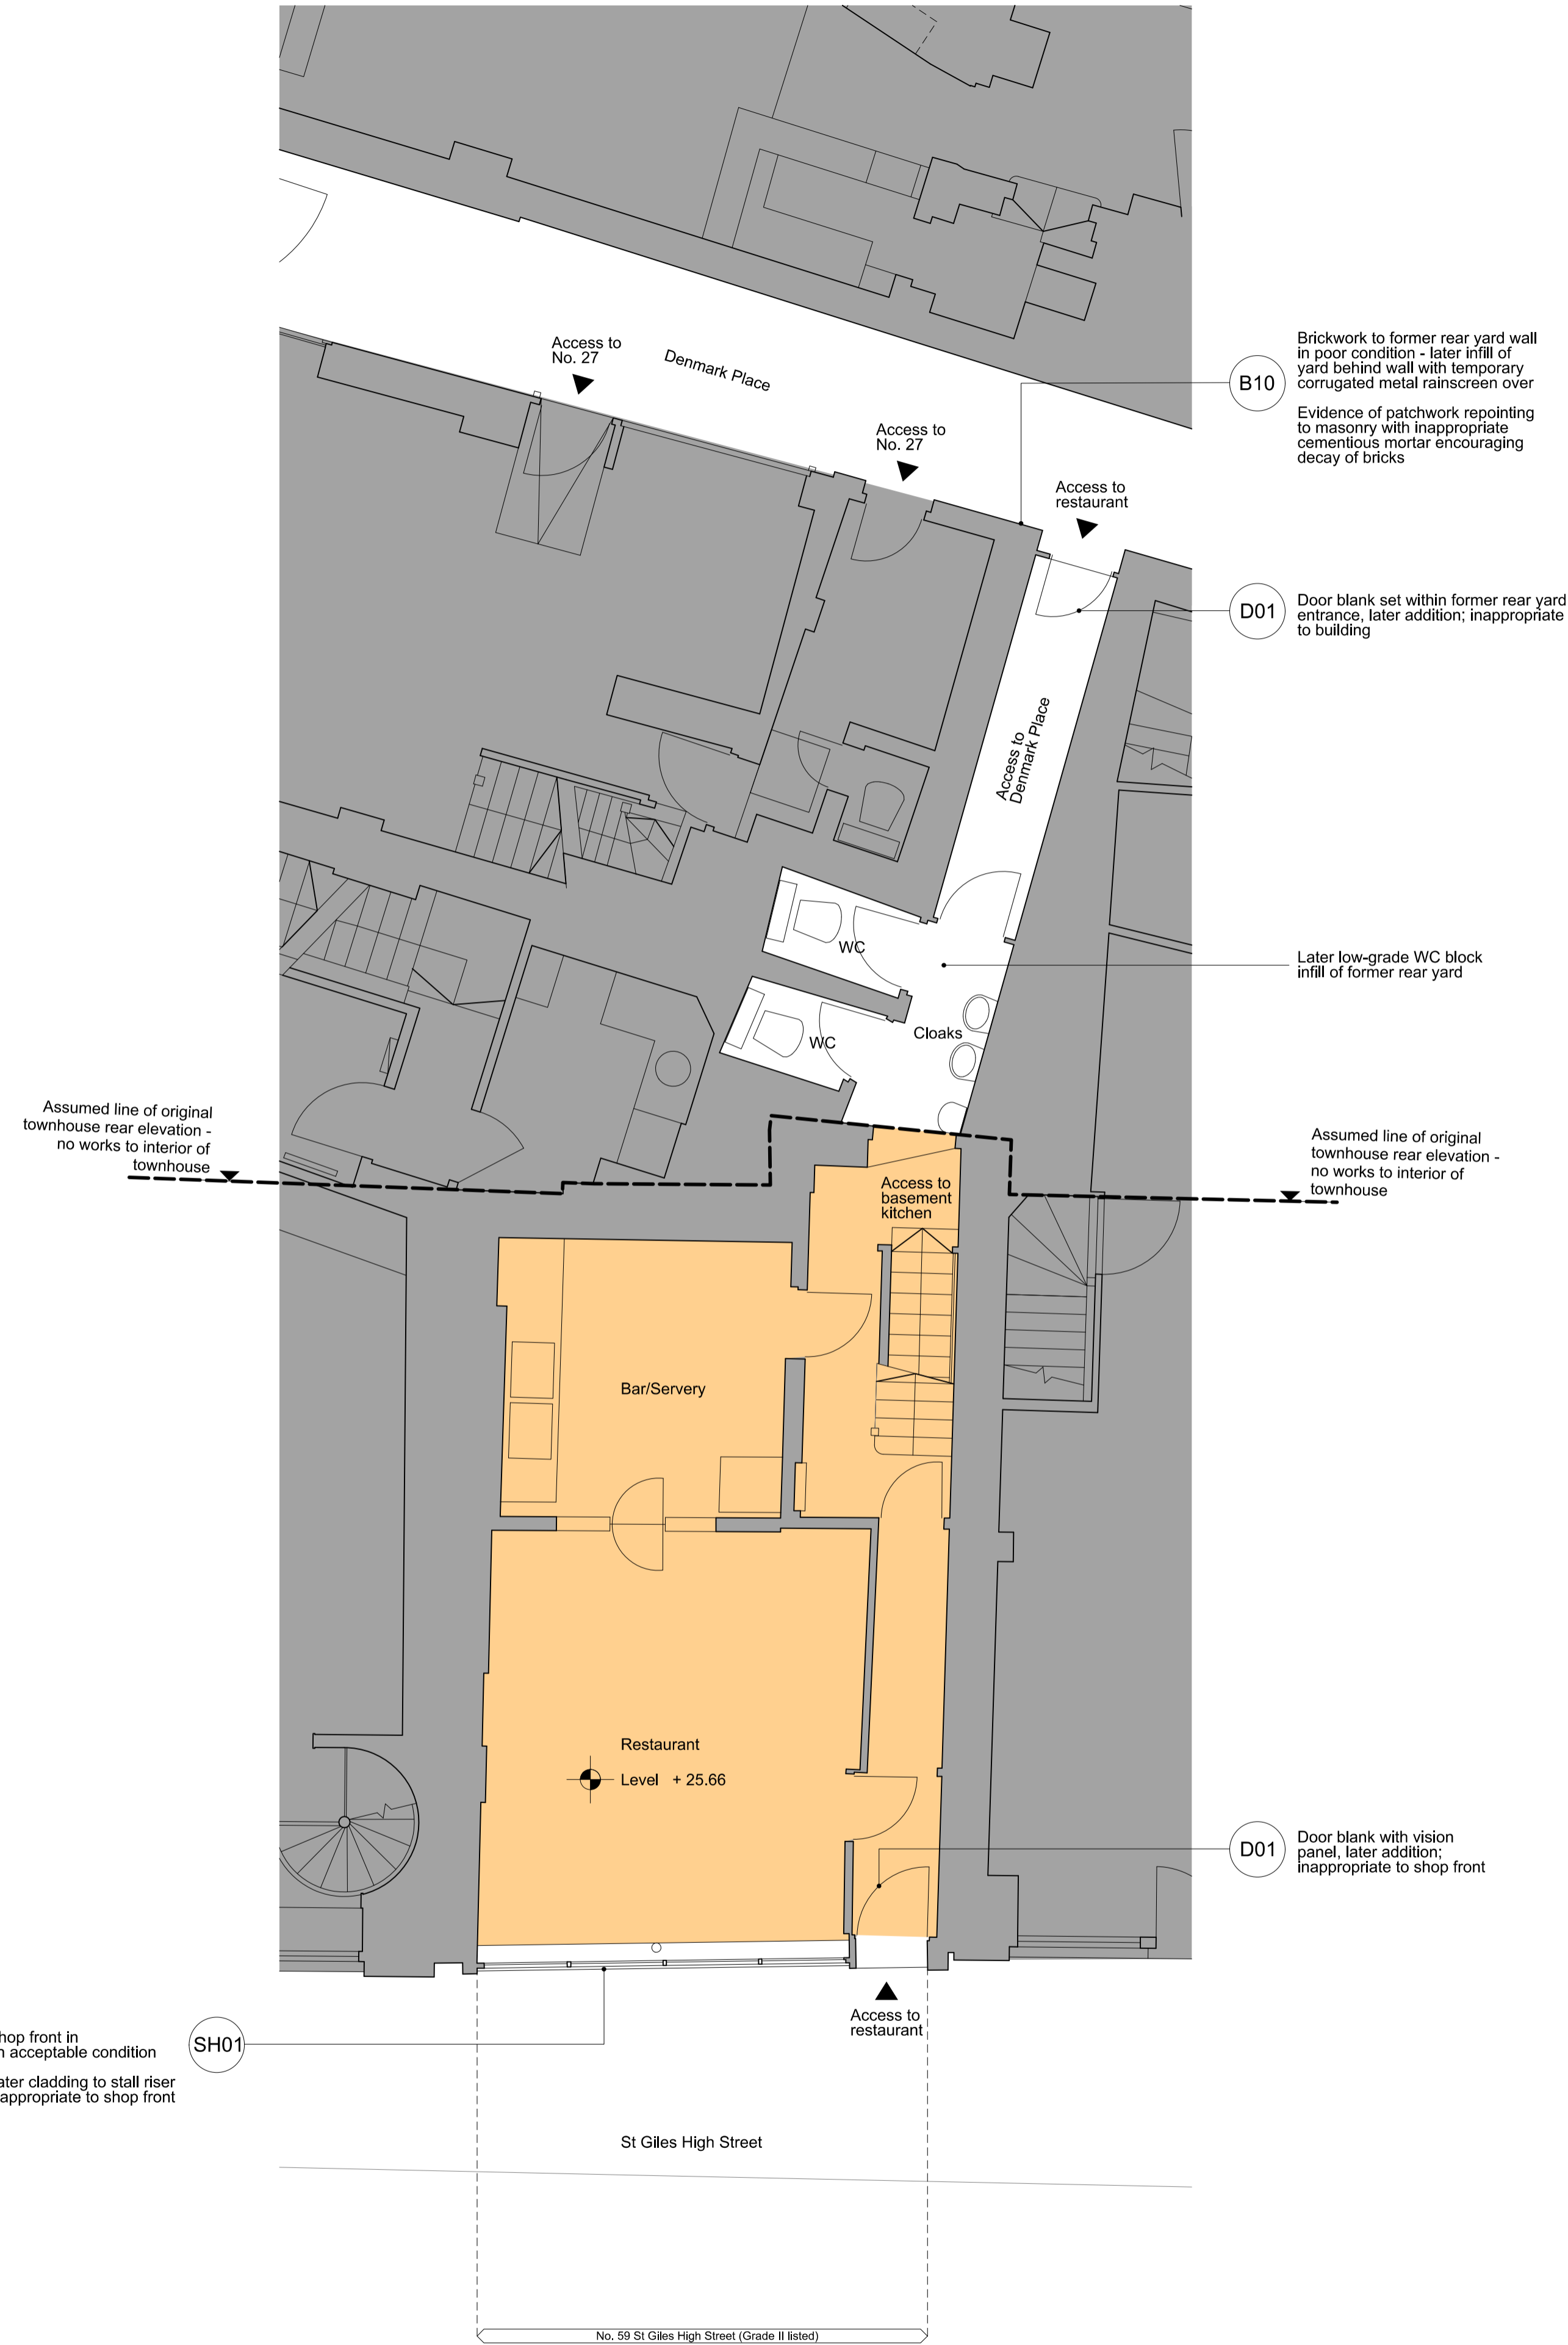 Access to
No. 27
Denmark Place
Access to
No. 27
Access to
restaurant
B10
Brickwork to former rear yard wall
in poor condition - later infill of
yard behind wall with temporary
corrugated metal rainscreen over
Evidence of patchwork repointing
to masonry with inappropriate
cementious mortar encouraging
decay of bricks
D01
Door blank set within former rear yard
entrance, later addition; inappropriate
to building
Access to
Denmark Place
WC
WC
Cloaks
Later low-grade WC block
infill of former rear yard
Assumed line of original
townhouse rear elevation -
no works to interior of
townhouse
Assumed line of original
townhouse rear elevation -
no works to interior of
townhouse
Access to
basement
kitchen
Bar/Servery
Restaurant
Level + 25.66
D01
Door blank with vision
panel, later addition;
inappropriate to shop front
Access to
restaurant
hop front in
acceptable condition
ater cladding to stall riser
appropriate to shop front
SH01
St Giles High Street
No. 59 St Giles High Street (Grade II listed)